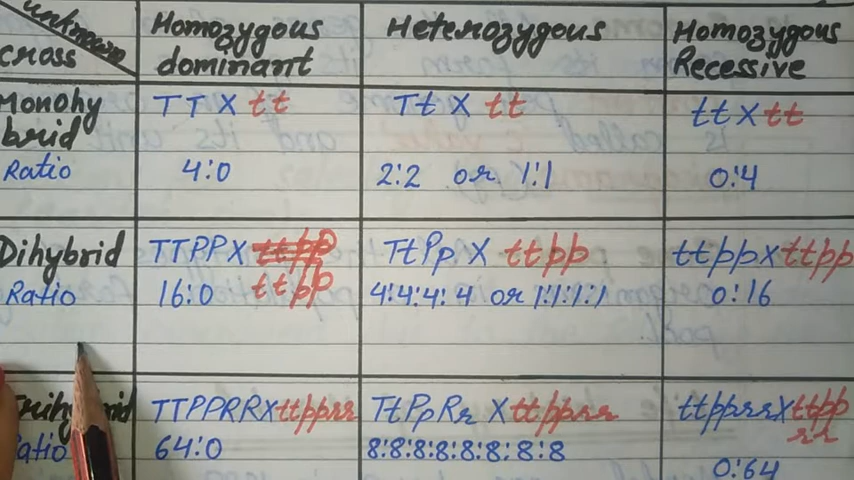 unknown
cross
Homozygous
dominant
Heterozygous
Homozygous
Recessive
Monohy
brid
TT X tt
Tt X tt
tt X tt
Ratio
4:0
2:2 or 1:1
0:4
Dihybrid
TTPP X ttpp
ttpp
TtPp X ttpp
ttpp X ttpp
Ratio
16:0
4:4:4:4 or 1:1:1:1
0:16
TTPPRR X ttpprr
TtPpRr X ttpprr
ttpprr X ttpp
rr
Ratio
64:0
8:8:8:8:8:8:8:8
0:64